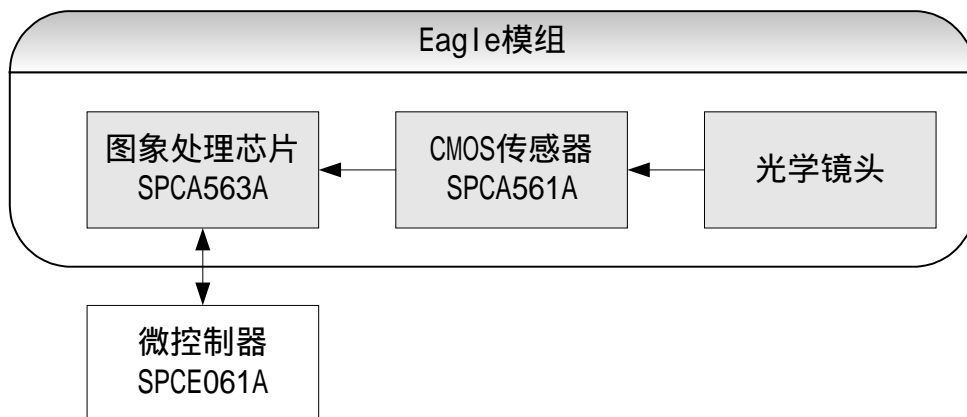 Eagle模组
图象处理芯片
SPCA563A
CMOS传感器
SPCA561A
光学镜头
微控制器
SPCE061A